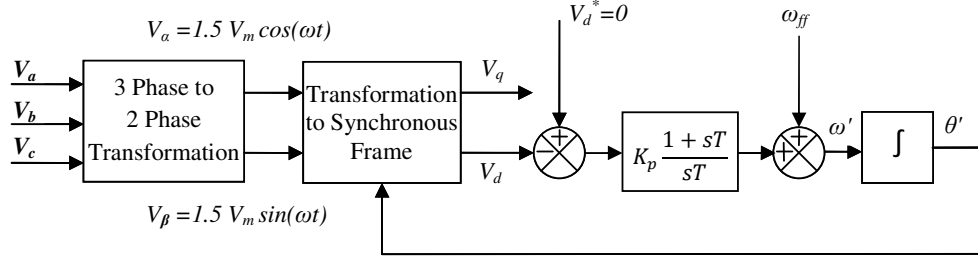 V_α =1.5 V_m cos(ωt)
V_d^*=0
ω_ff
V_a
V_b
V_c
3 Phase to
2 Phase
Transformation
Transformation
to Synchronous
Frame
V_q
V_d
+
−
K_p (1 + sT)/(sT)
+
+
ω'
∫
θ'
V_β =1.5 V_m sin(ωt)